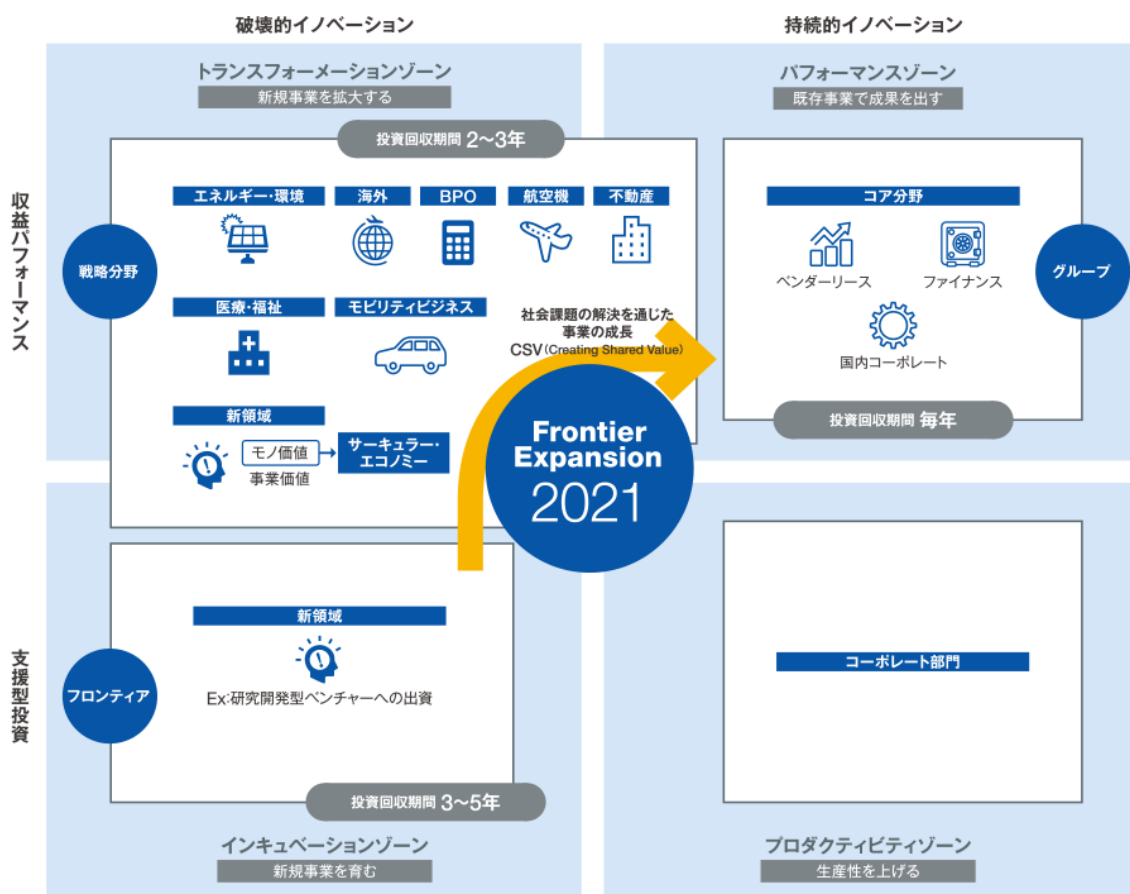 破壊的イノベーション
持続的イノベーション
トランスフォーメーションゾーン
新規事業を拡大する
パフォーマンスゾーン
既存事業で成果を出す
収益パフォーマンス
投資回収期間 2〜3年
戦略分野
エネルギー・環境
海外
BPO
航空機
不動産
医療・福祉
モビリティビジネス
新領域
モノ価値
事業価値
サーキュラー・
エコノミー
社会課題の解決を通じた
事業の成長
CSV(Creating Shared Value)
Frontier
Expansion
2021
コア分野
ベンダーリース
ファイナンス
国内コーポレート
グループ
投資回収期間 毎年
支援型投資
フロンティア
新領域
Ex:研究開発型ベンチャーへの出資
投資回収期間 3〜5年
インキュベーションゾーン
新規事業を育む
コーポレート部門
プロダクティビティゾーン
生産性を上げる